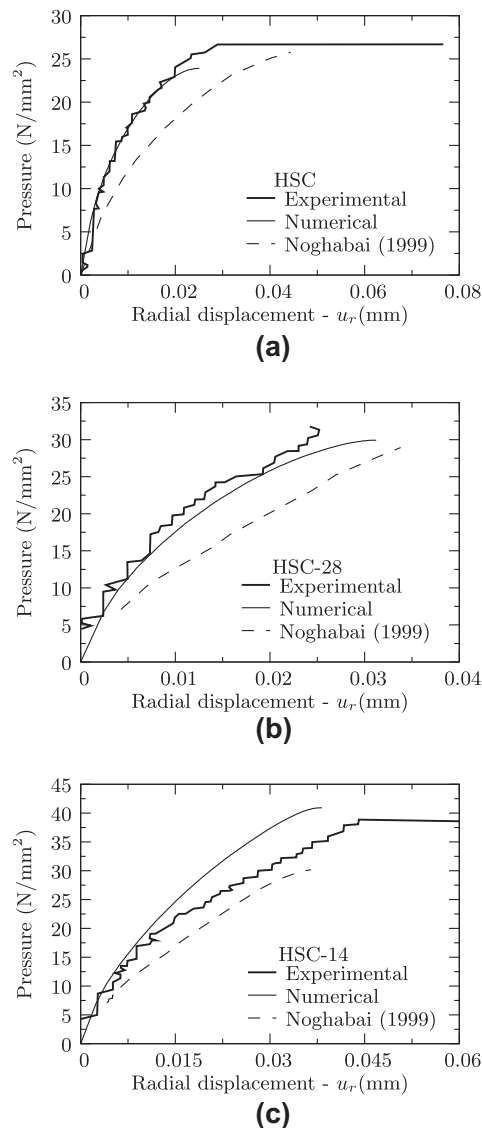 30
25
20
15
10
5
0
Pressure (N/mm²)
HSC
Experimental
Numerical
Noghabai (1999)
0 0.02 0.04 0.06 0.08
Radial displacement - uᵣ(mm)
(a)
35
30
25
20
15
10
5
0
Pressure (N/mm²)
HSC-28
Experimental
Numerical
Noghabai (1999)
0 0.01 0.02 0.03 0.04
Radial displacement - uᵣ(mm)
(b)
45
40
35
30
25
20
15
10
5
0
Pressure (N/mm²)
HSC-14
Experimental
Numerical
Noghabai (1999)
0 0.015 0.03 0.045 0.06
Radial displacement - uᵣ(mm)
(c)